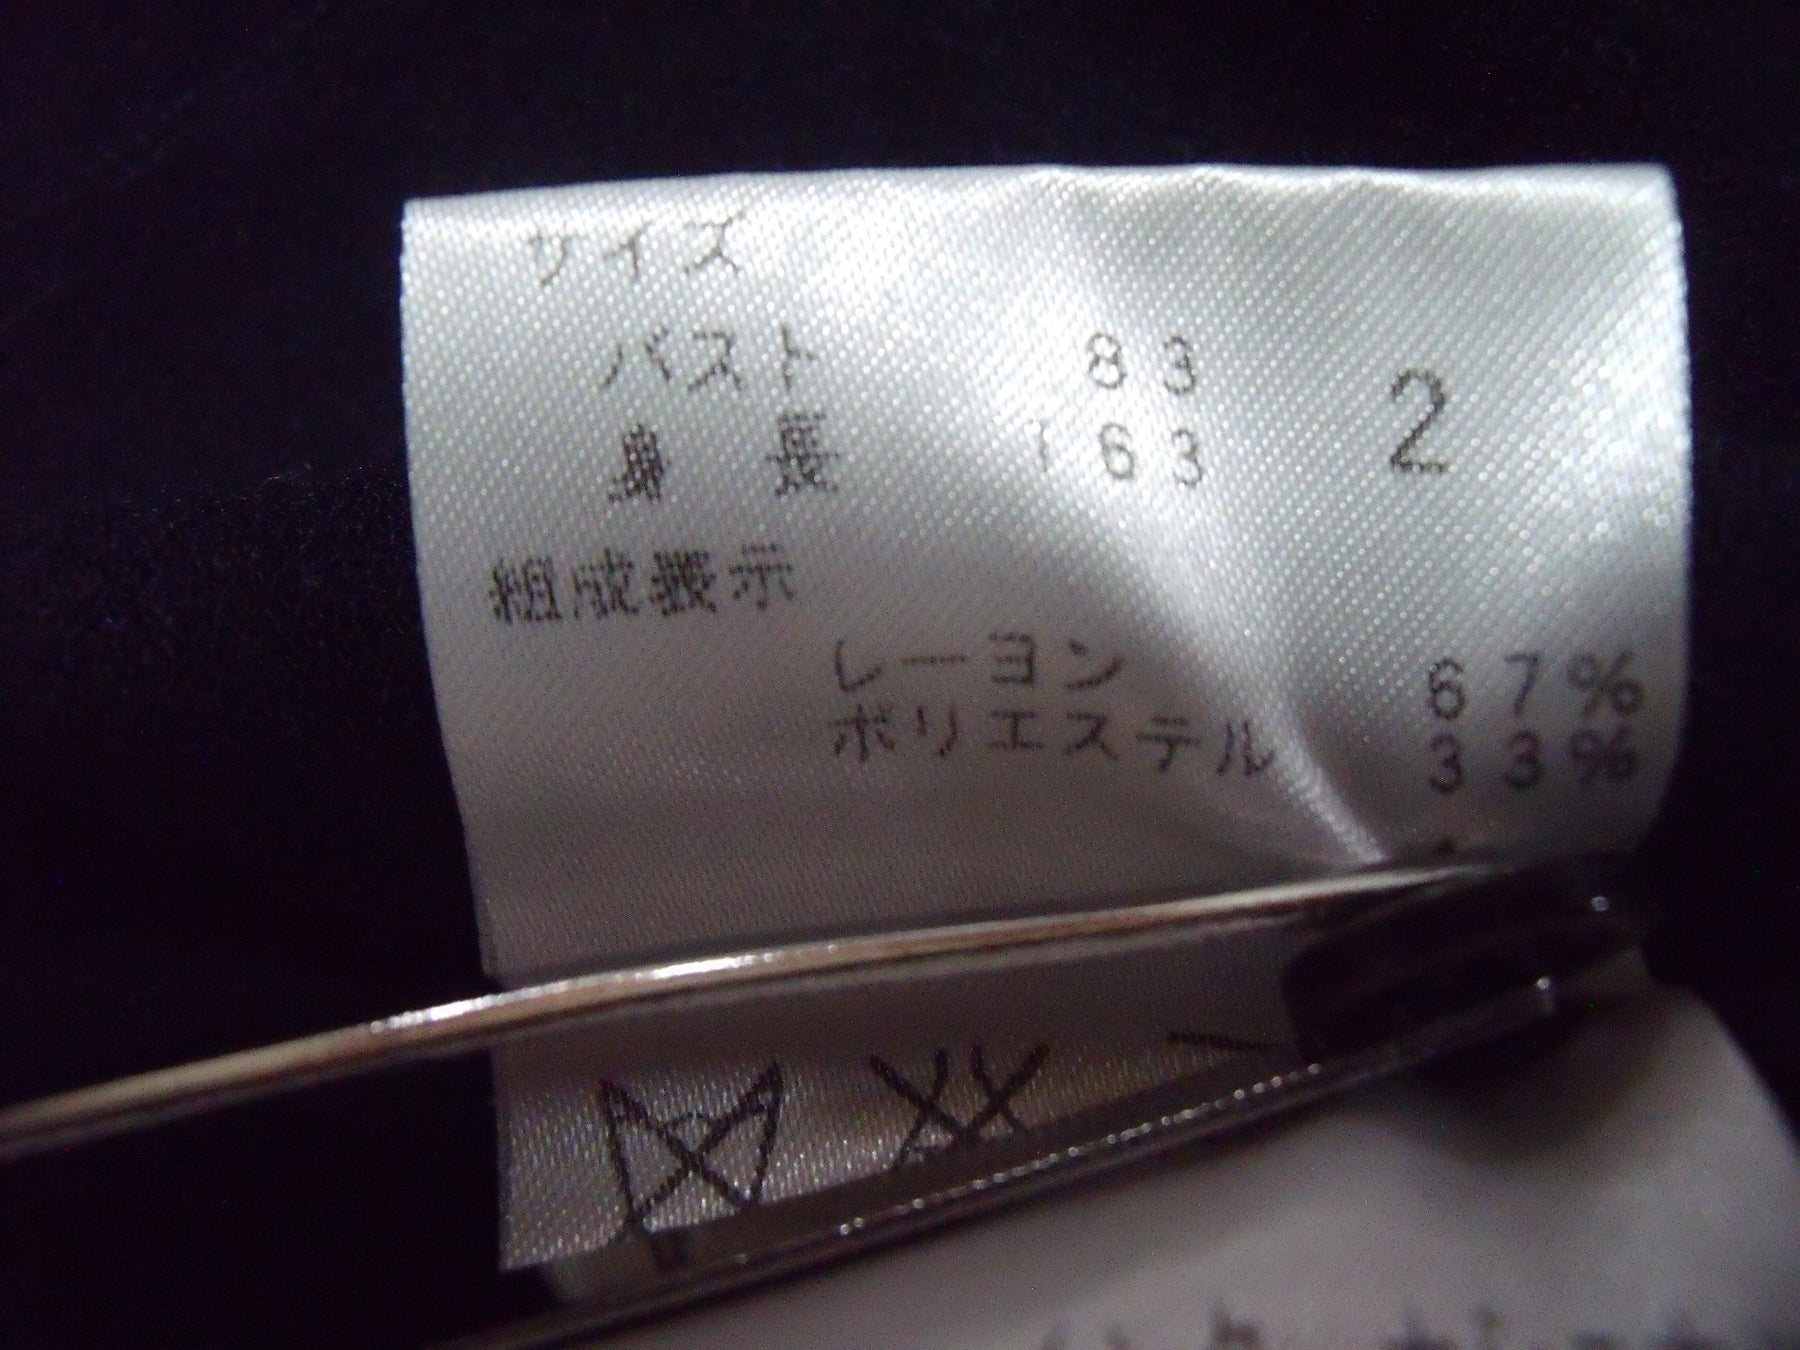 サイズ
バスト 83
身長 163 2
組成表示
レーヨン 67%
ポリエステル 33%